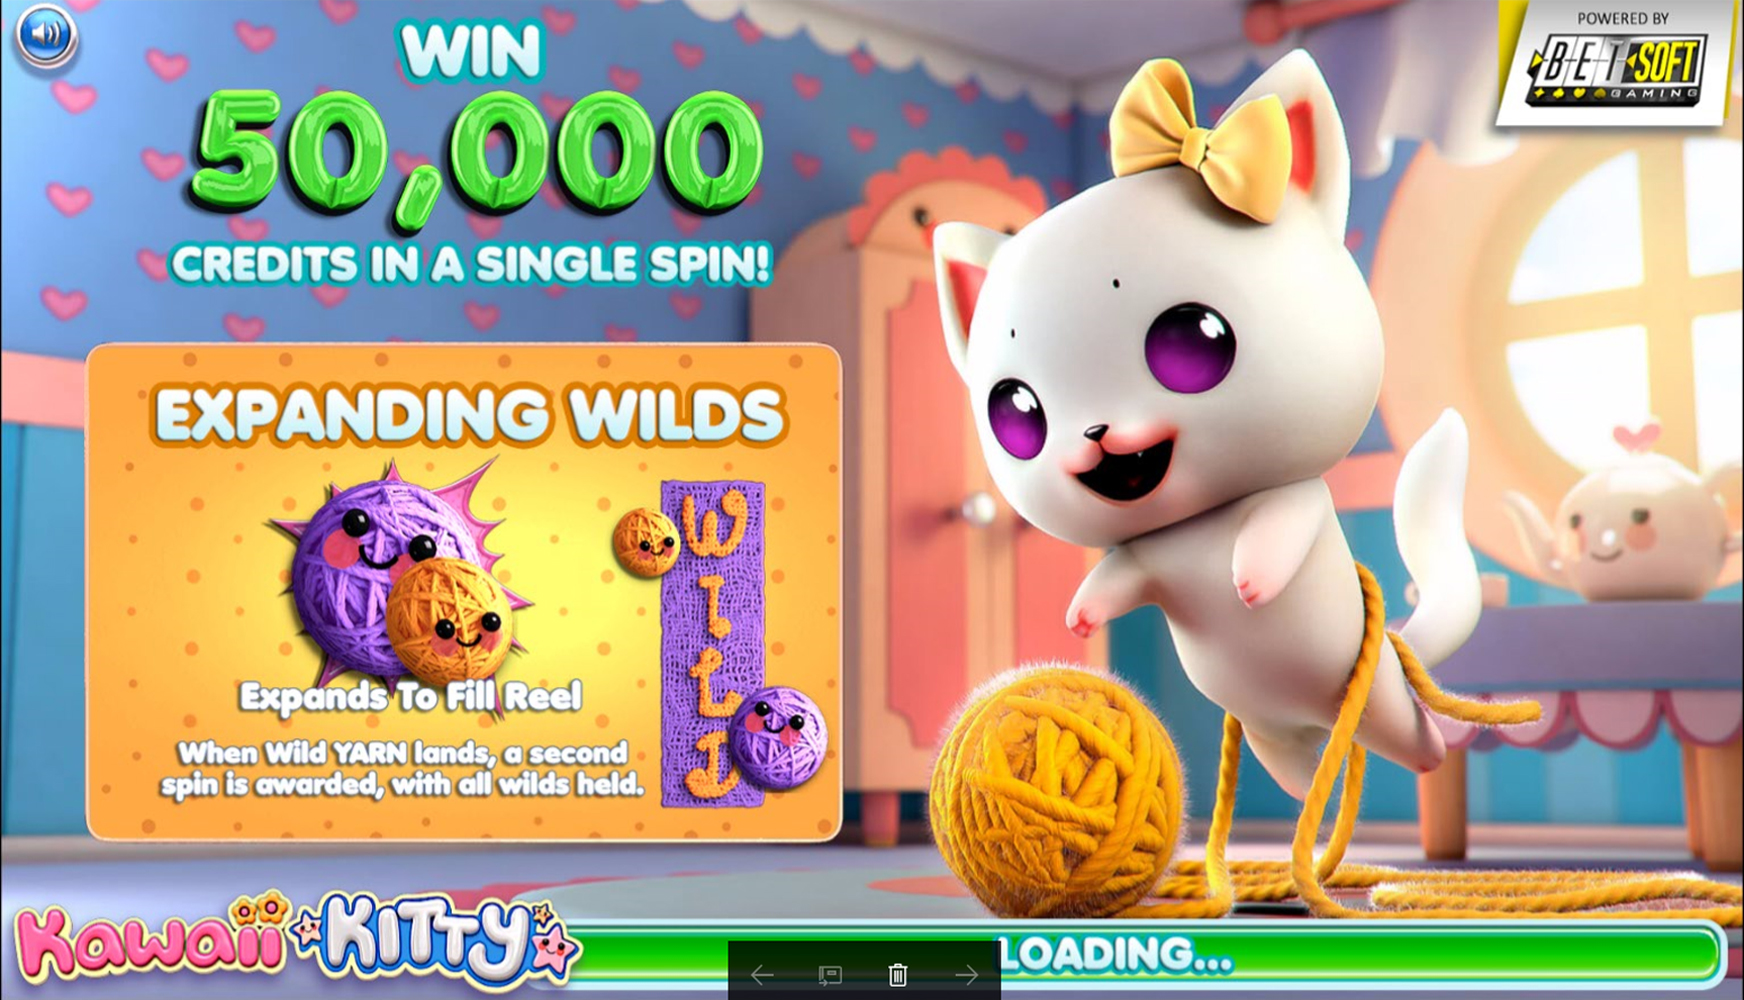 WIN
50,000
CREDITS IN A SINGLE SPIN!
POWERED BY
BETSOFT
GAMING
EXPANDING WILDS
WILD
Expands To Fill Reel
When Wild YARN lands, a second
spin is awarded, with all wilds held.
Kawaii KiTTy
LOADING...